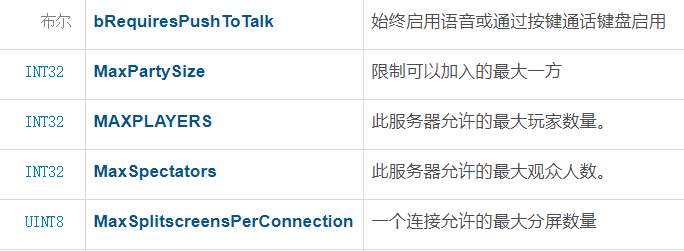 布尔 bRequiresPushToTalk 始终启用语音或通过按键通话键盘启用
INT32 MaxPartySize 限制可以加入的最大一方
INT32 MAXPLAYERS 此服务器允许的最大玩家数量。
INT32 MaxSpectators 此服务器允许的最大观众人数。
UINT8 MaxSplitscreensPerConnection 一个连接允许的最大分屏数量